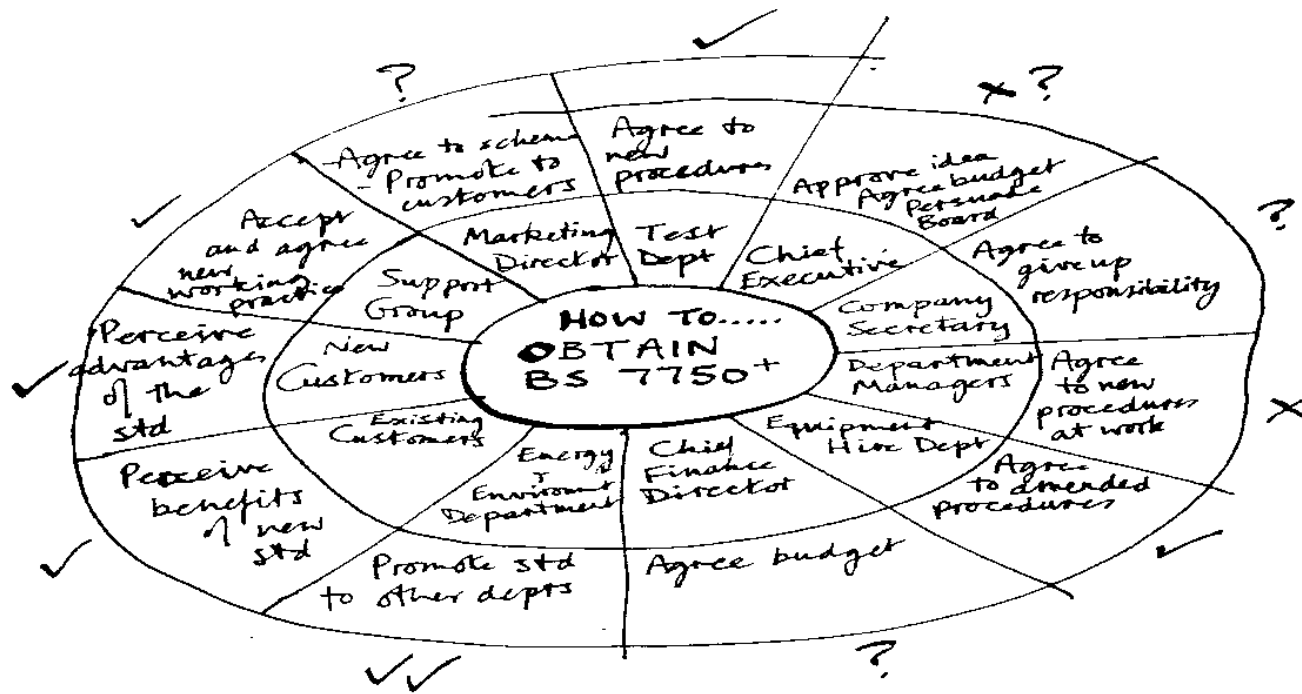 HOW TO.....
OBTAIN
BS 7750+
Marketing
Director
- Agree to scheme
- Promote to
customers
?
Test
Dept
Agree to
new
procedures
✓
Chief
Executive
Approve idea
Agree budget
Persuade
Board
x ?
Company
Secretary
Agree to
give up
responsibility
?
Department
Managers
Agree
to new
procedures
at work
x
Equipment
Hire Dept
Agree
to amended
procedures
✓
Chief
Finance
Director
Agree budget
?
Energy
Department
Promote std
to other depts
✓✓
Existing
Customers
Perceive
benefits
of new
std
✓
New
Customers
Perceive
advantages
of the
std
✓
Support
Group
Accept
and agree
new
working
practice
✓